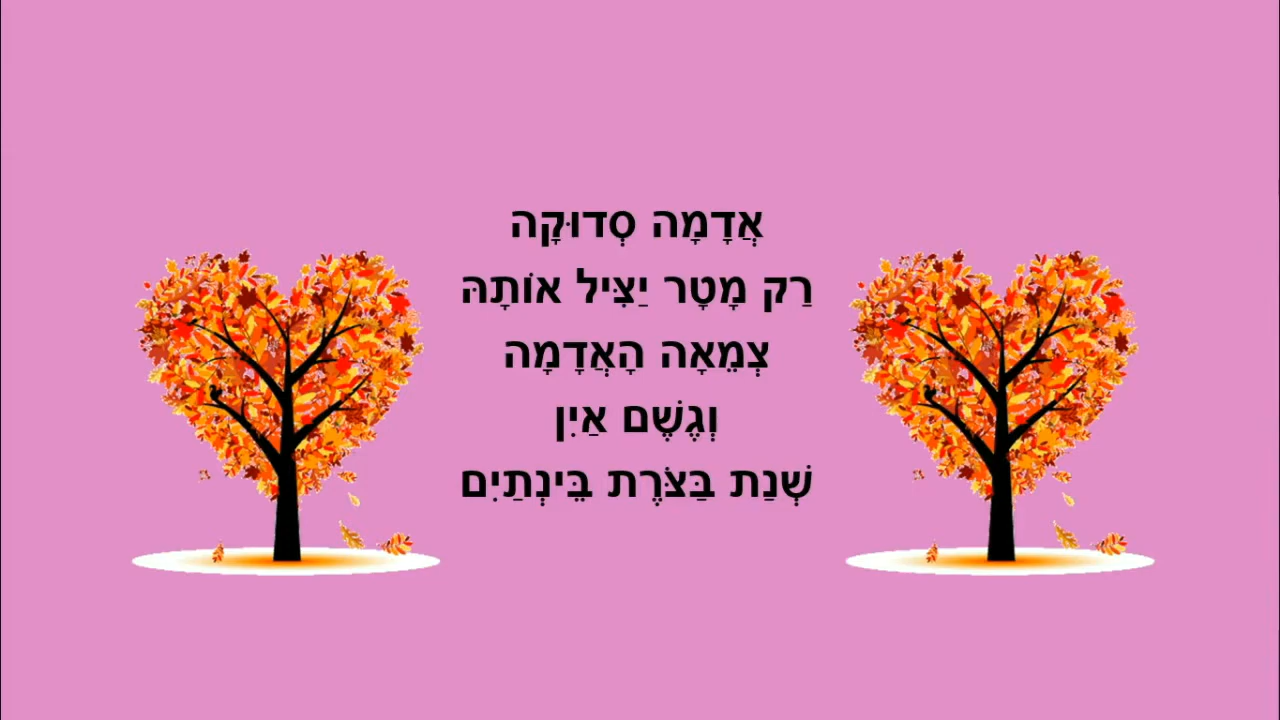 אֲדָמָה סְדוּקָה
רַק מָטָר יַצִּיל אוֹתָהּ
צְמֵאָה הָאֲדָמָה
וְגֶשֶׁם אַיִן
שְׁנַת בַּצֹּרֶת בֵּינְתַיִם